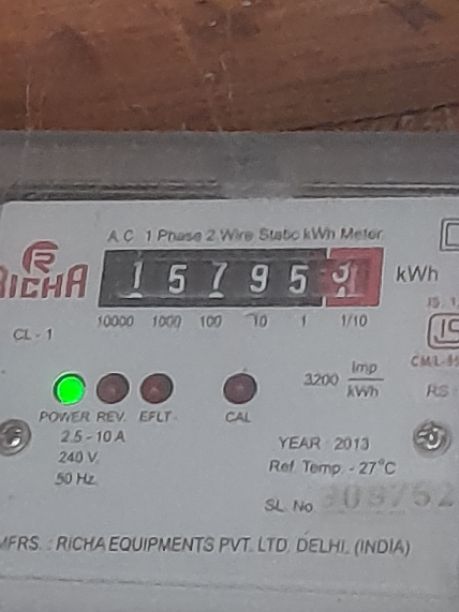 A.C. 1 Phase 2 Wire Static kWh Meter
RICHA
1 5 7 9 5
kWh
10000 1000 100 10 1 1/10
CL - 1
3200 Imp/kWh
POWER REV. EFLT. CAL
2.5 - 10 A
240 V.
50 Hz.
YEAR : 2013
Ref. Temp. - 27°C
SL. No.
MFRS. : RICHA EQUIPMENTS PVT. LTD. DELHI. (INDIA)